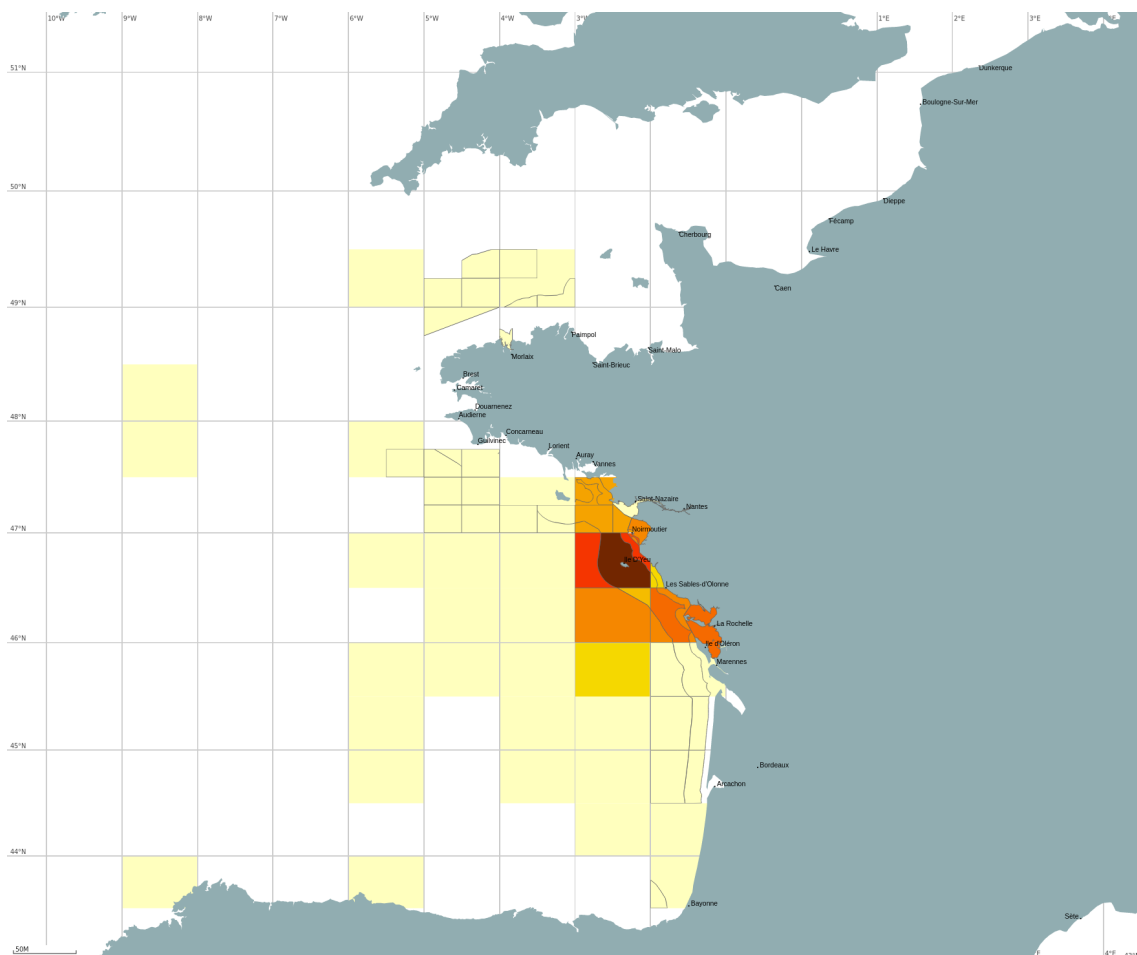 10°W 9°W 8°W 7°W 6°W 5°W 4°W 3°W 1°E 2°E 3°E
51°N
Dunkerque
Boulogne-Sur-Mer
50°N
Dieppe
Fécamp
Cherbourg
Le Havre
Caen
49°N
Paimpol
Saint-Malo
Morlaix
Saint-Brieuc
Brest
Camaret
Douarnenez
48°N
Audierne
Concarneau
Guilvinec
Lorient
Auray
Vannes
Saint-Nazaire
Nantes
47°N
Noirmoutier
Ile D'Yeu
Les Sables-d'Olonne
La Rochelle
46°N
Ile d'Oléron
Marennes
45°N
Bordeaux
Arcachon
44°N
Bayonne
Sète
50M
4°E